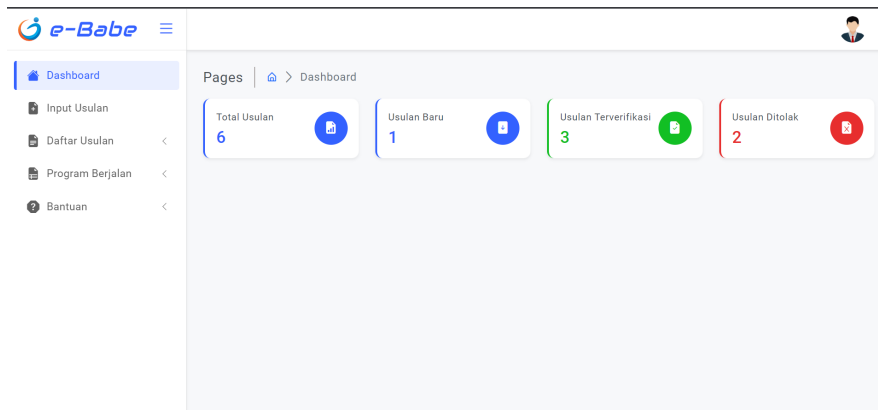 e-Babe
Dashboard
Input Usulan
Daftar Usulan
Program Berjalan
Bantuan
Pages
Dashboard
Total Usulan
6
Usulan Baru
1
Usulan Terverifikasi
3
Usulan Ditolak
2